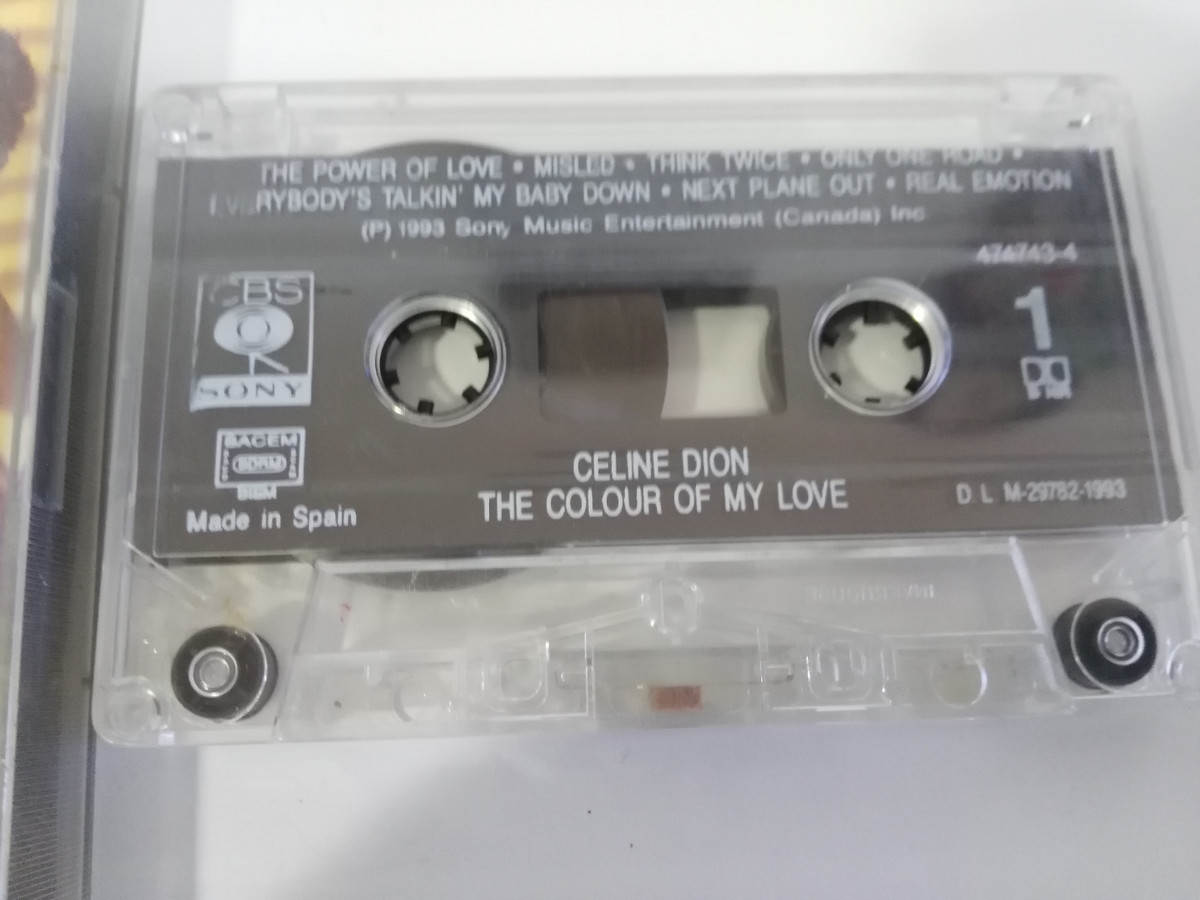 THE POWER OF LOVE • MISLED • THINK TWICE • ONLY ONE ROAD •
EVERYBODY'S TALKIN' MY BABY DOWN • NEXT PLANE OUT • REAL EMOTION
(P) 1993 Sony Music Entertainment (Canada) Inc
474743-4
CBS
SONY
1
SACEM
SDRM
Made in Spain
CELINE DION
THE COLOUR OF MY LOVE
D L M-29782-1993